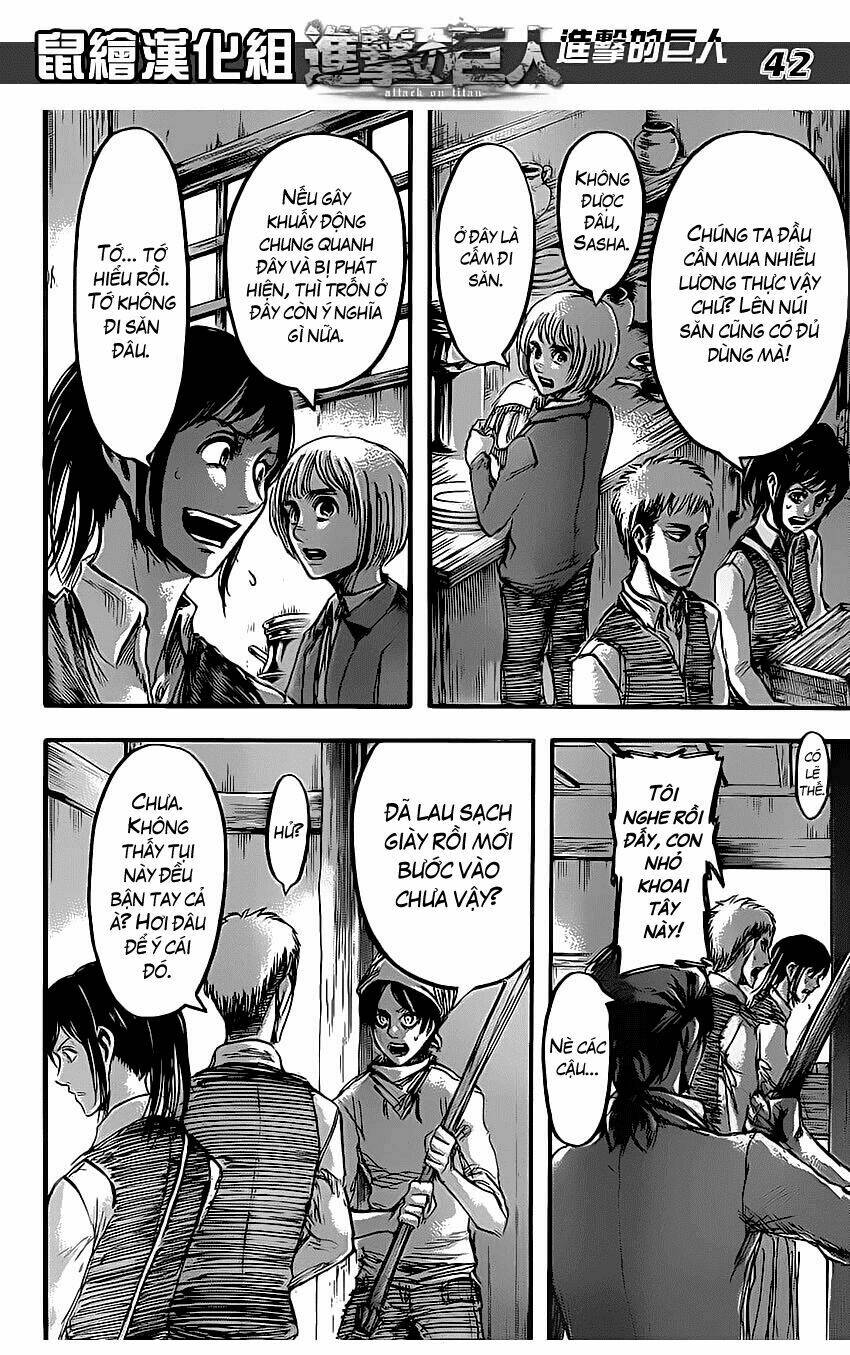 鼠繪漢化組
進撃の巨人
attack on titan
進擊的巨人
42
CHÚNG TA ĐẦU
CẦN MUA NHIỀU
LƯƠNG THỰC VẬY
CHỨ? LÊN NÚI
SĂN CŨNG CÓ ĐỦ
DÙNG MÀ!
KHÔNG
ĐƯỢC
ĐÂU,
SASHA.
Ở ĐÂY LÀ
CẤM ĐI
SĂN.
NẾU GÂY
KHUẤY ĐỘNG
CHUNG QUANH
ĐÂY VÀ BỊ PHÁT
HIỆN, THÌ TRỐN Ở
ĐẤY CÒN Ý NGHĨA
GÌ NỮA.
TỚ... TỚ
HIỂU RỒI.
TỚ KHÔNG
ĐI SĂN
ĐÂU.
CÓ
LẼ
THẾ.
TÔI
NGHE RỒI
ĐẤY, CON
NHỎ
KHOAI
TÂY
NÀY!
NÈ CÁC
CẬU...
ĐÃ LAU SẠCH
GIÀY RỒI MỚI
BƯỚC VÀO
CHƯA VẬY?
HỬ?
CHƯA.
KHÔNG
THẤY TỤI
NÀY ĐỀU
BẬN TAY CẢ
À? HƠI ĐÂU
ĐỂ Ý CÁI
ĐÓ.